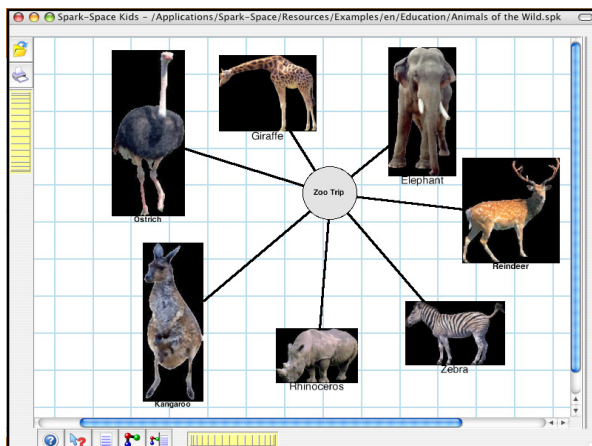 Spark-Space Kids - /Applications/Spark-Space/Resources/Examples/en/Education/Animals of the Wild.spk
Giraffe
Elephant
Zoo Trip
Ostrich
Reindeer
Zebra
Rhinoceros
Kangaroo